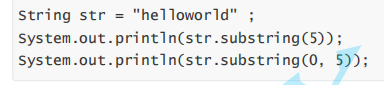 String str = "helloworld" ;
System.out.println(str.substring(5));
System.out.println(str.substring(0, 5));